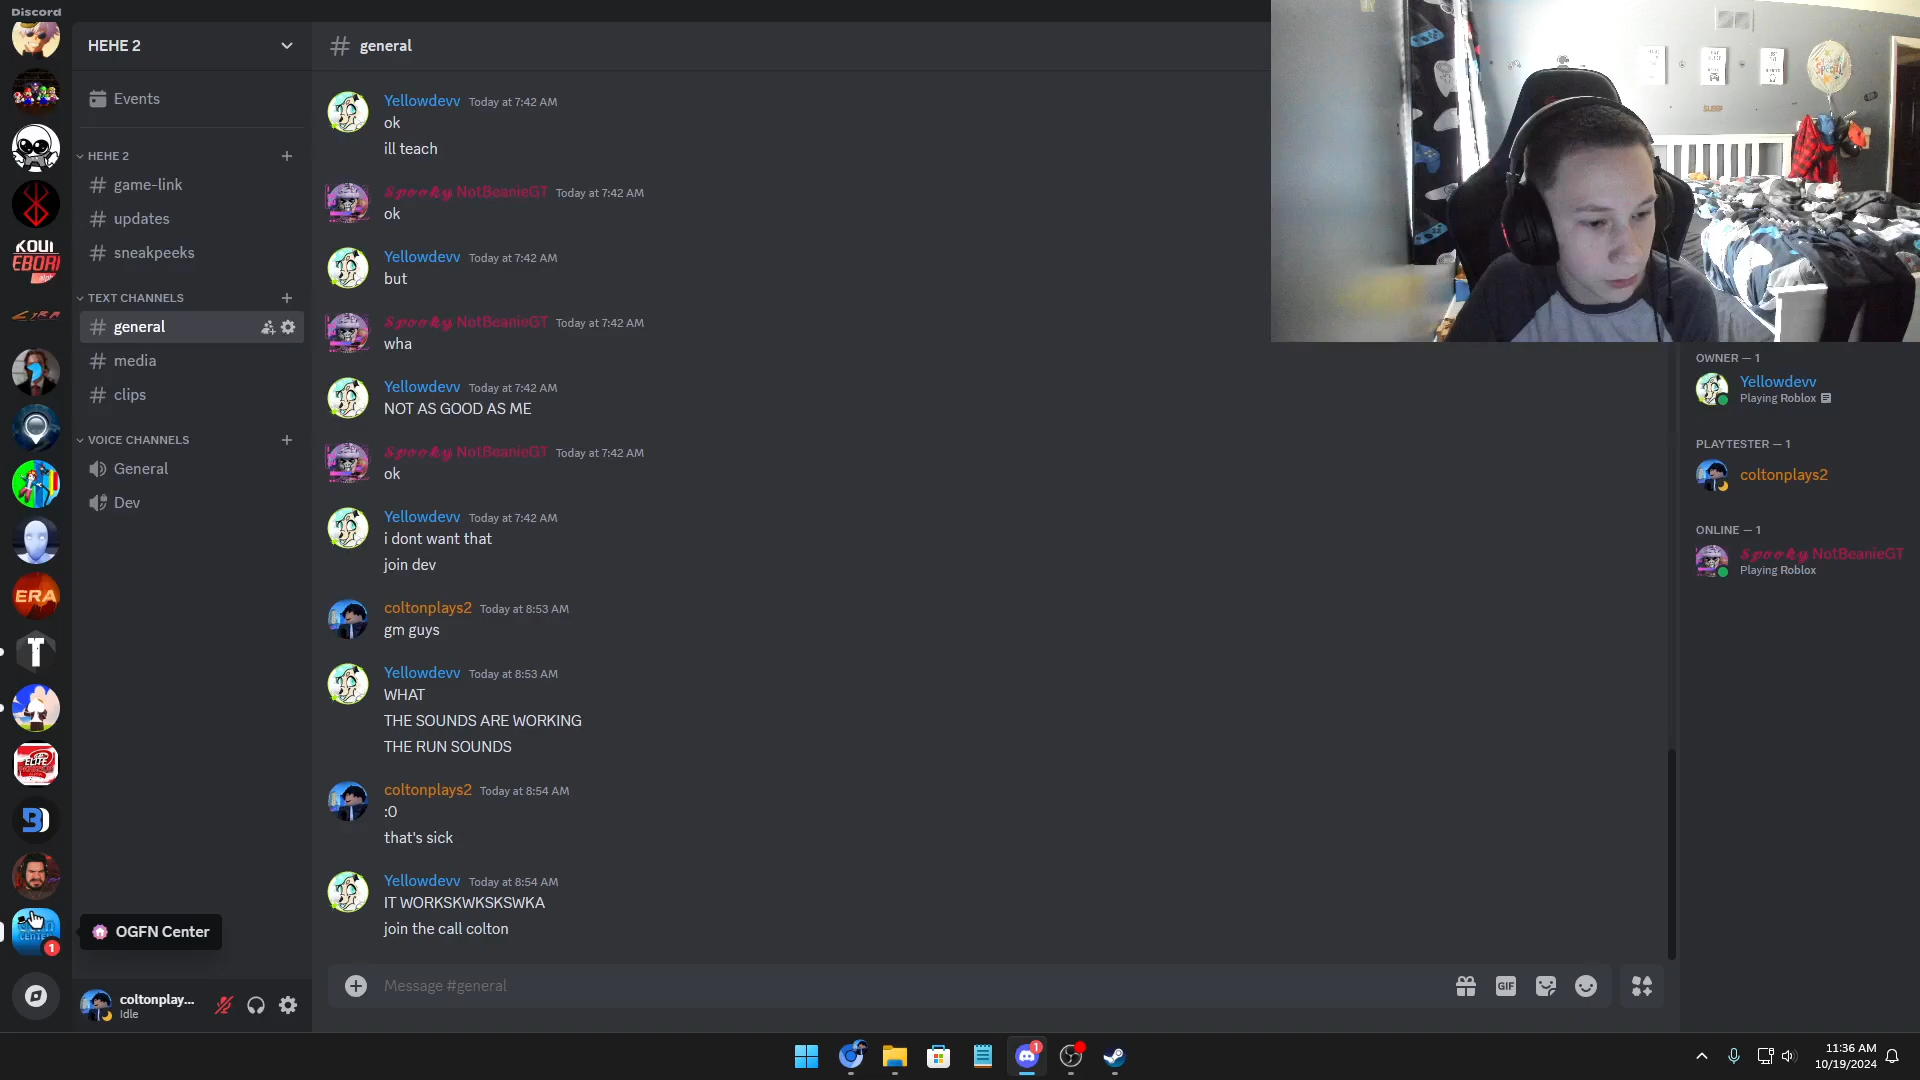 Discord
HEHE 2
general
Events
HEHE 2
game-link
updates
sneakpeeks
TEXT CHANNELS
general
media
clips
VOICE CHANNELS
General
Dev
ERA
T
ELITE
OGFN Center
1
coltonplay...
Idle
Yellowdevv Today at 7:42 AM
ok
ill teach
Spooky NotBeanieGT Today at 7:42 AM
ok
Yellowdevv Today at 7:42 AM
but
Spooky NotBeanieGT Today at 7:42 AM
wha
Yellowdevv Today at 7:42 AM
NOT AS GOOD AS ME
Spooky NotBeanieGT Today at 7:42 AM
ok
Yellowdevv Today at 7:42 AM
i dont want that
join dev
coltonplays2 Today at 8:53 AM
gm guys
Yellowdevv Today at 8:53 AM
WHAT
THE SOUNDS ARE WORKING
THE RUN SOUNDS
coltonplays2 Today at 8:54 AM
:O
that's sick
Yellowdevv Today at 8:54 AM
IT WORKSKWKSKSWKA
join the call colton
Message #general
GIF
SLEEP
OWNER — 1
Yellowdevv
Playing Roblox
PLAYTESTER — 1
coltonplays2
ONLINE — 1
Spooky NotBeanieGT
Playing Roblox
1
11:36 AM
10/19/2024